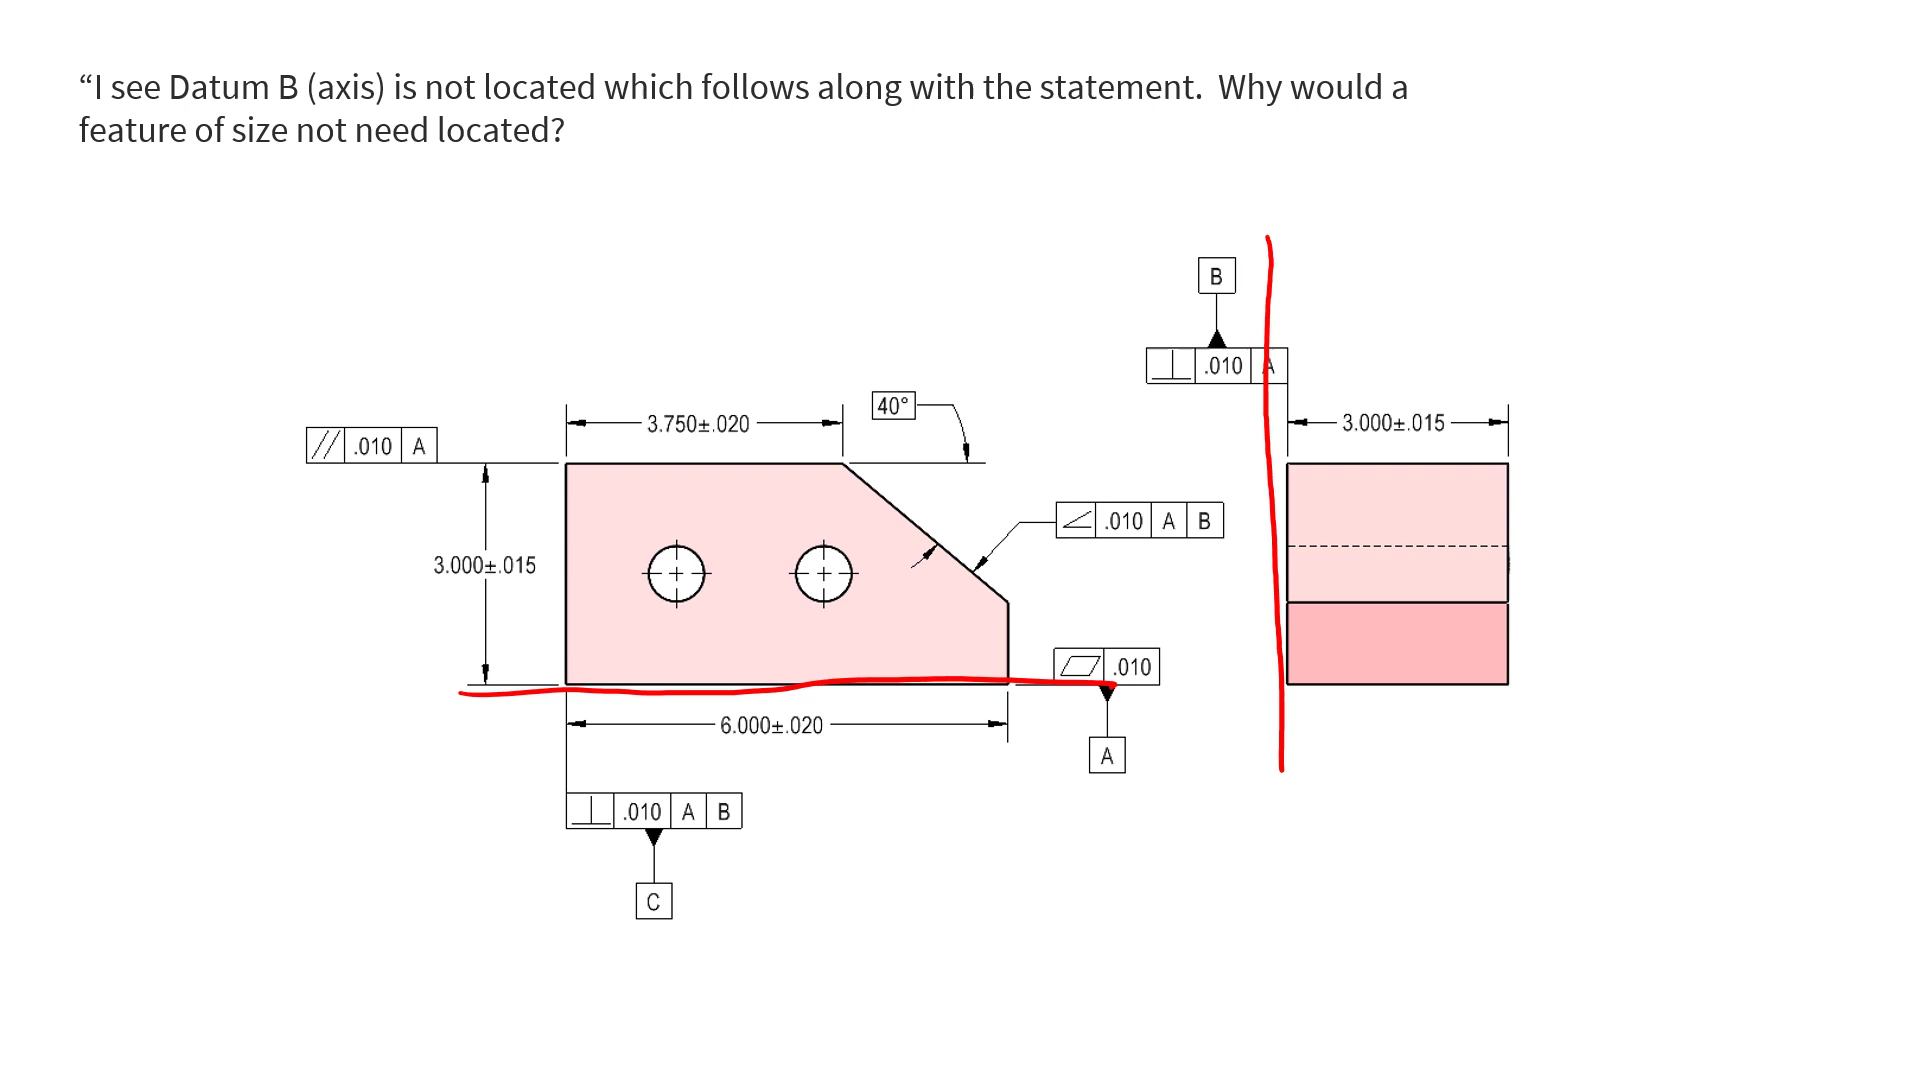 “I see Datum B (axis) is not located which follows along with the statement.  Why would a
feature of size not need located?
B
⊥ .010 A
40°
3.750±.020
3.000±.015
// .010 A
∠ .010 A B
3.000±.015
⏥ .010
6.000±.020
A
⊥ .010 A B
C